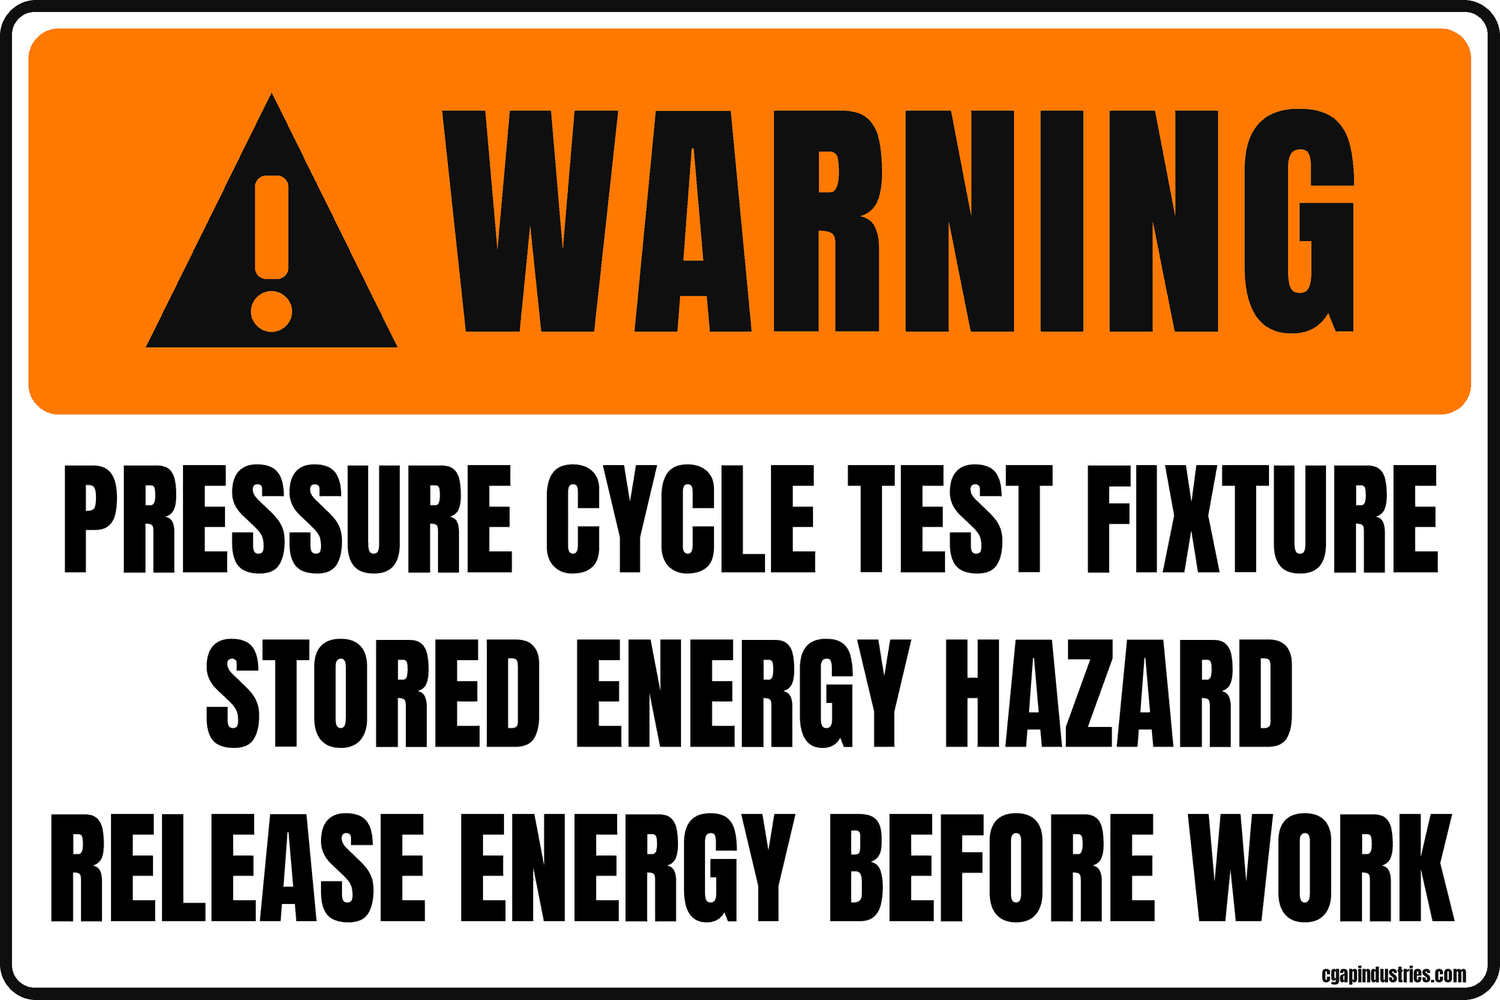 WARNING
PRESSURE CYCLE TEST FIXTURE
STORED ENERGY HAZARD
RELEASE ENERGY BEFORE WORK
cgapindustries.com